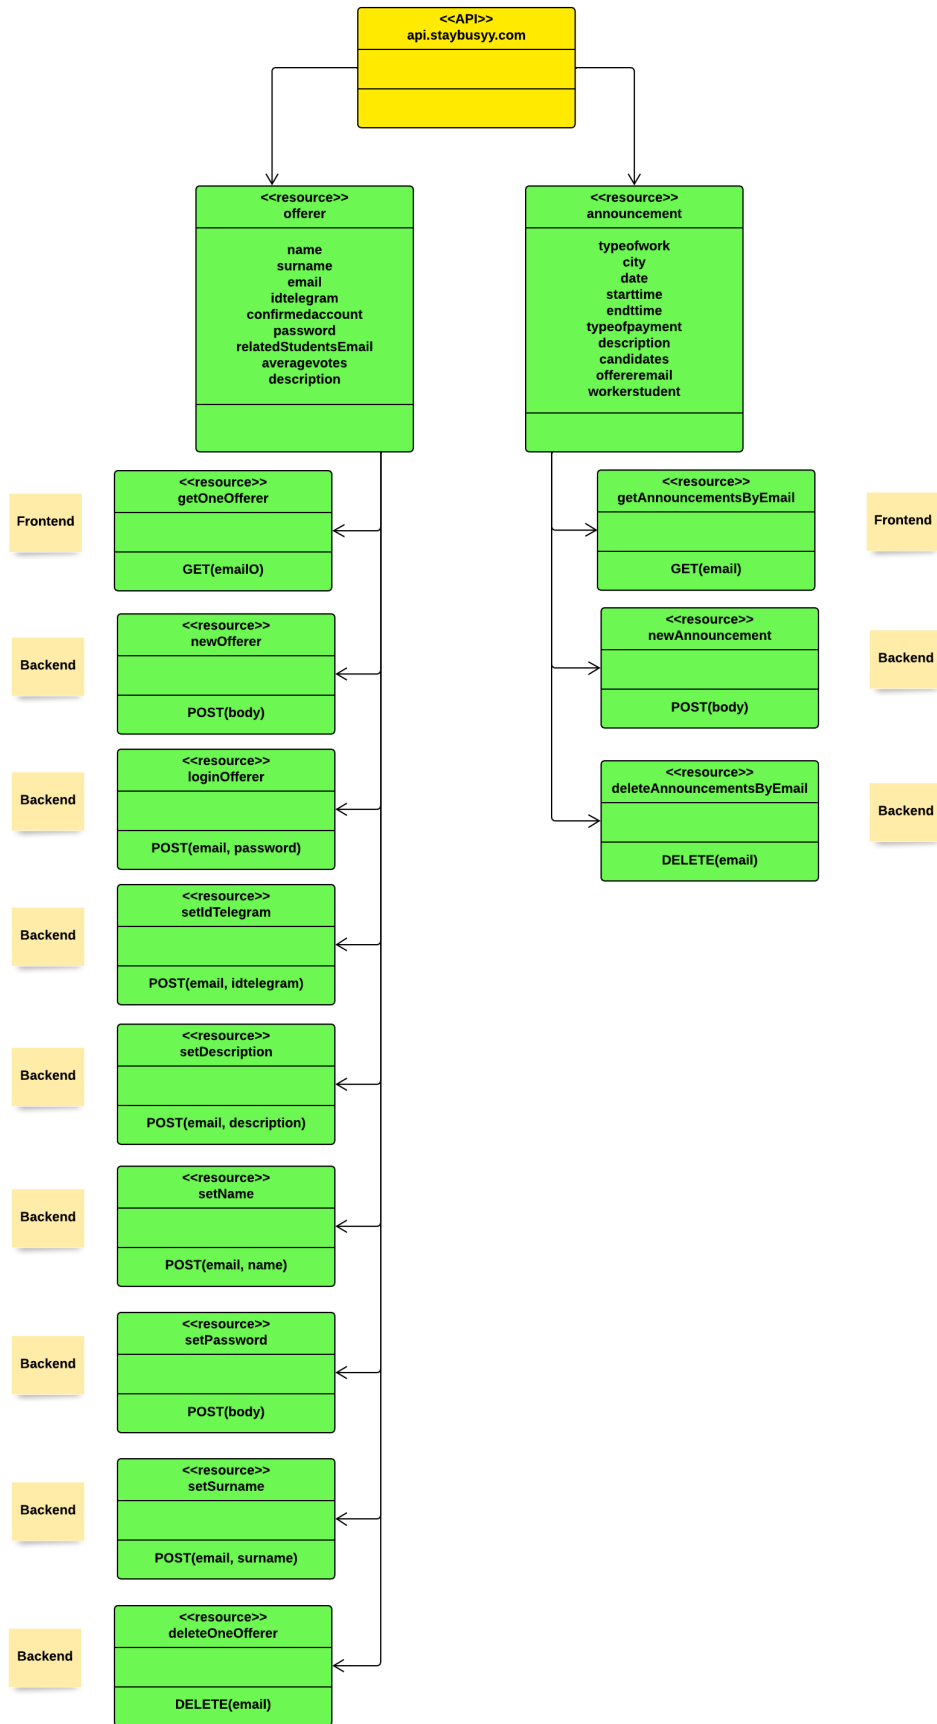 <<API>>
api.staybusyy.com
<<resource>>
offerer
name
surname
email
idtelegram
confirmedaccount
password
relatedStudentsEmail
averagevotes
description
<<resource>>
announcement
typeofwork
city
date
starttime
endttime
typeofpayment
description
candidates
offereremail
workerstudent
Frontend
<<resource>>
getOneOfferer
GET(emailO)
Backend
<<resource>>
newOfferer
POST(body)
Backend
<<resource>>
loginOfferer
POST(email, password)
Backend
<<resource>>
setIdTelegram
POST(email, idtelegram)
Backend
<<resource>>
setDescription
POST(email, description)
Backend
<<resource>>
setName
POST(email, name)
Backend
<<resource>>
setPassword
POST(body)
Backend
<<resource>>
setSurname
POST(email, surname)
Backend
<<resource>>
deleteOneOfferer
DELETE(email)
<<resource>>
getAnnouncementsByEmail
GET(email)
Frontend
<<resource>>
newAnnouncement
POST(body)
Backend
<<resource>>
deleteAnnouncementsByEmail
DELETE(email)
Backend